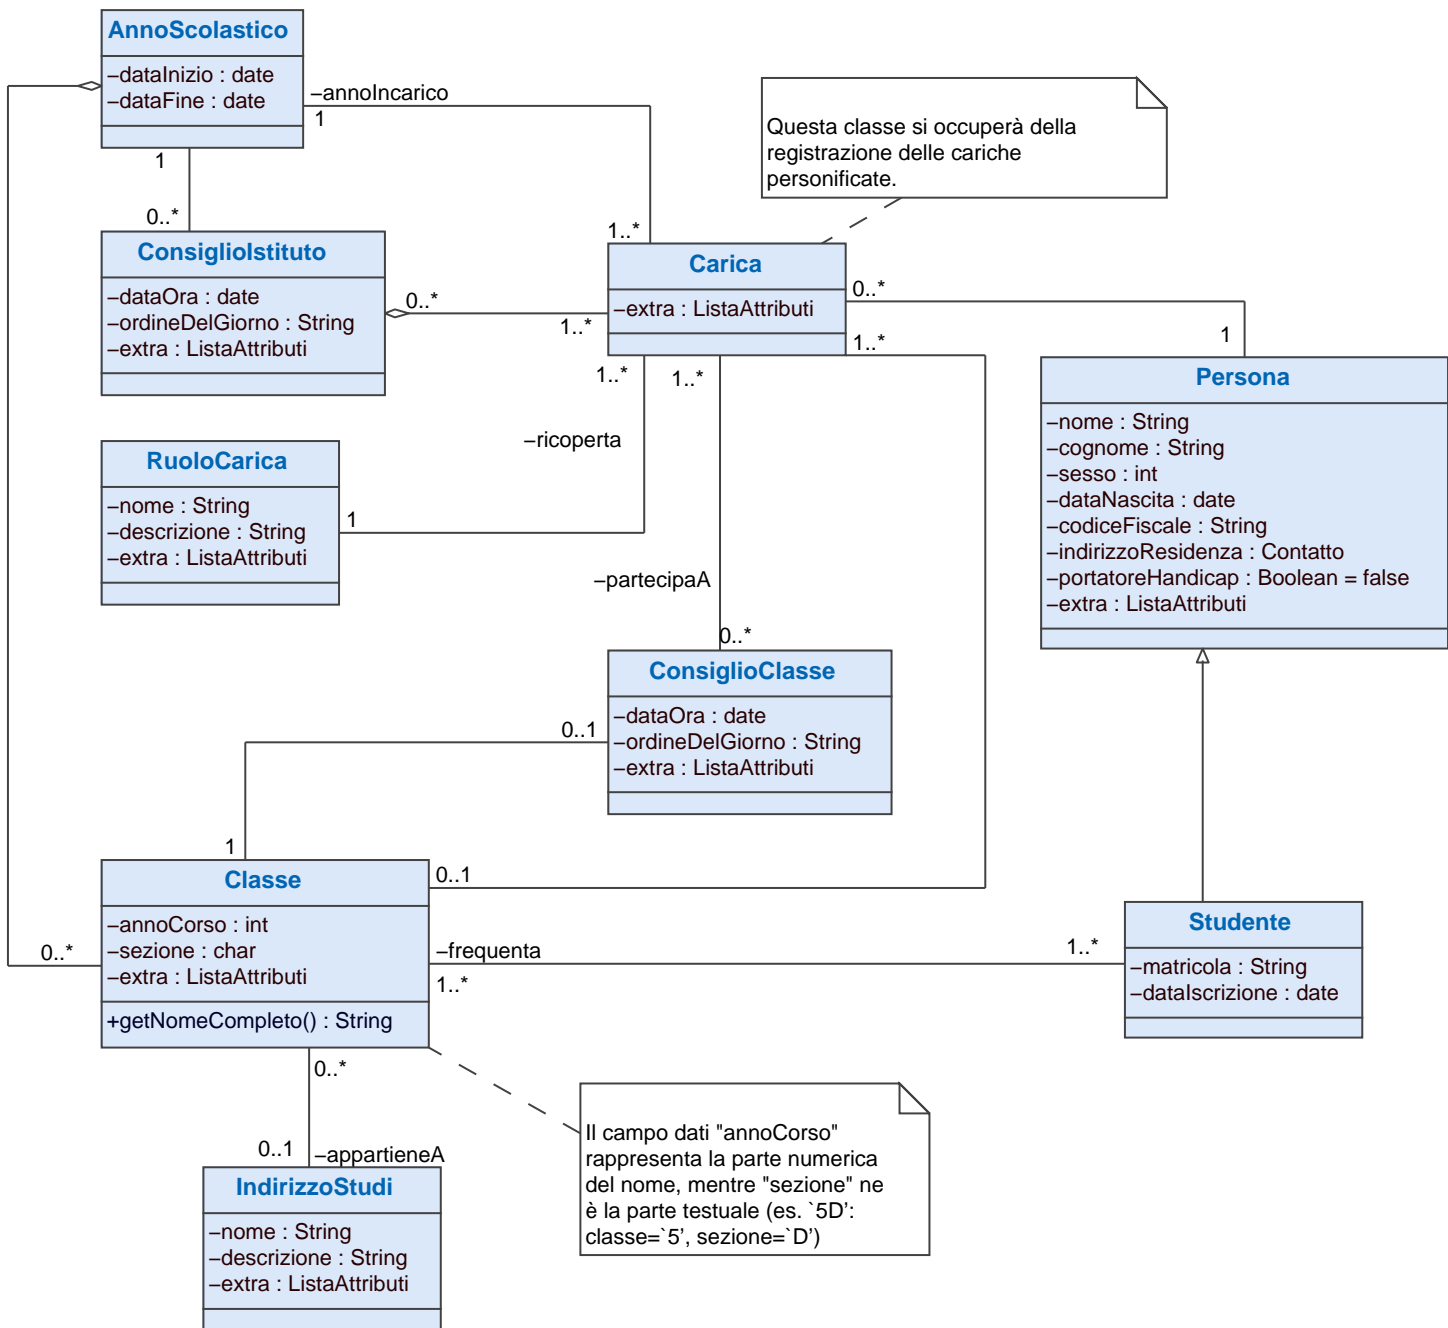 AnnoScolastico
–dataInizio : date
–dataFine : date
–annoIncarico
1
1
0..*
1..*
Questa classe si occuperà della
registrazione delle cariche
personificate.
ConsiglioIstituto
–dataOra : date
–ordineDelGiorno : String
–extra : ListaAttributi
0..*
1..*
Carica
–extra : ListaAttributi
0..*
1
1..*
1..*
1..*
Persona
–nome : String
–cognome : String
–sesso : int
–dataNascita : date
–codiceFiscale : String
–indirizzoResidenza : Contatto
–portatoreHandicap : Boolean = false
–extra : ListaAttributi
–ricoperta
RuoloCarica
–nome : String
–descrizione : String
–extra : ListaAttributi
1
–partecipaA
0..*
ConsiglioClasse
–dataOra : date
–ordineDelGiorno : String
–extra : ListaAttributi
0..1
1
0..1
Classe
–annoCorso : int
–sezione : char
–extra : ListaAttributi
+getNomeCompleto() : String
0..*
–frequenta
1..*
1..*
Studente
–matricola : String
–dataIscrizione : date
0..*
0..1
–appartieneA
Il campo dati "annoCorso"
rappresenta la parte numerica
del nome, mentre "sezione" ne
è la parte testuale (es. `5D’:
classe=`5’, sezione=`D’)
IndirizzoStudi
–nome : String
–descrizione : String
–extra : ListaAttributi